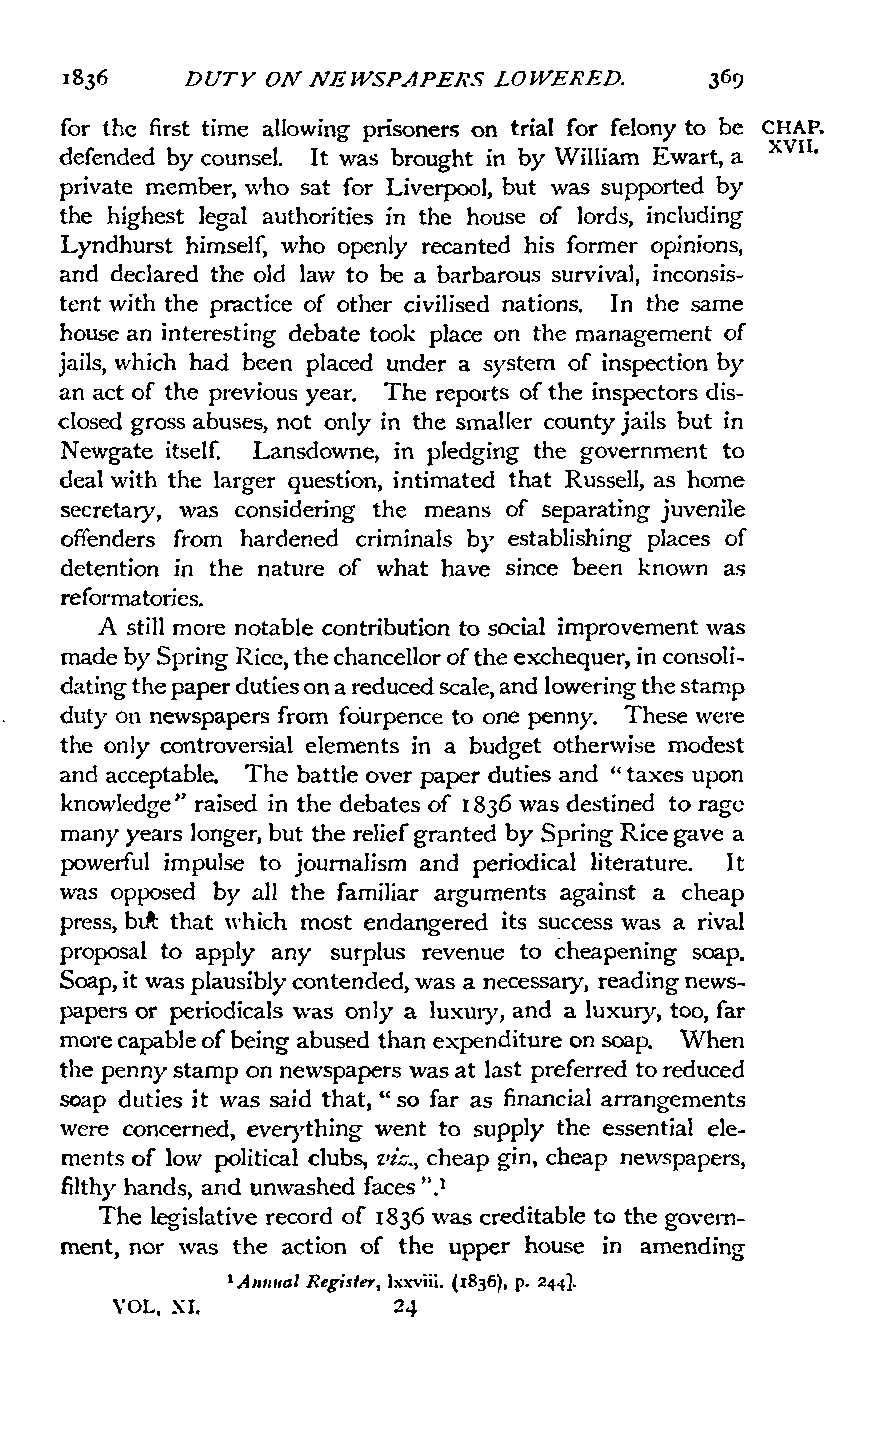 1836 DUTY ON NEWSPAPERS LOWERED. 369
for the first time allowing prisoners on trial for felony to be CHAP. XVII.
defended by counsel. It was brought in by William Ewart, a
private member, who sat for Liverpool, but was supported by
the highest legal authorities in the house of lords, including
Lyndhurst himself, who openly recanted his former opinions,
and declared the old law to be a barbarous survival, inconsis-
tent with the practice of other civilised nations. In the same
house an interesting debate took place on the management of
jails, which had been placed under a system of inspection by
an act of the previous year. The reports of the inspectors dis-
closed gross abuses, not only in the smaller county jails but in
Newgate itself. Lansdowne, in pledging the government to
deal with the larger question, intimated that Russell, as home
secretary, was considering the means of separating juvenile
offenders from hardened criminals by establishing places of
detention in the nature of what have since been known as
reformatories.
A still more notable contribution to social improvement was
made by Spring Rice, the chancellor of the exchequer, in consoli-
dating the paper duties on a reduced scale, and lowering the stamp
duty on newspapers from fourpence to one penny. These were
the only controversial elements in a budget otherwise modest
and acceptable. The battle over paper duties and "taxes upon
knowledge" raised in the debates of 1836 was destined to rage
many years longer, but the relief granted by Spring Rice gave a
powerful impulse to journalism and periodical literature. It
was opposed by all the familiar arguments against a cheap
press, but that which most endangered its success was a rival
proposal to apply any surplus revenue to cheapening soap.
Soap, it was plausibly contended, was a necessary, reading news-
papers or periodicals was only a luxury, and a luxury, too, far
more capable of being abused than expenditure on soap. When
the penny stamp on newspapers was at last preferred to reduced
soap duties it was said that, "so far as financial arrangements
were concerned, everything went to supply the essential ele-
ments of low political clubs, viz., cheap gin, cheap newspapers,
filthy hands, and unwashed faces".¹
The legislative record of 1836 was creditable to the govern-
ment, nor was the action of the upper house in amending
¹ Annual Register, lxxviii. (1836), p. 244].
VOL. XI. 24